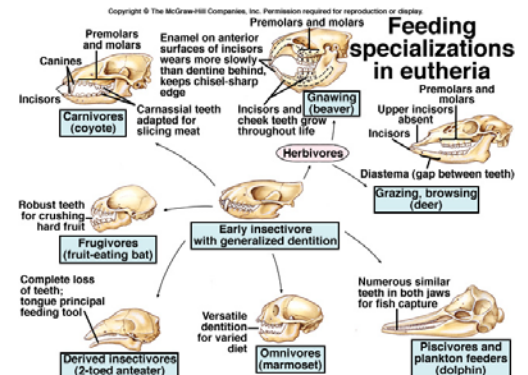 Copyright © The McGraw-Hill Companies, Inc. Permission required for reproduction or display.
Feeding
specializations
in eutheria
Premolars
and molars
Canines
Incisors
Carnassial teeth
adapted for
slicing meat
Carnivores
(coyote)
Enamel on anterior
surfaces of incisors
wears more slowly
than dentine behind,
keeps chisel-sharp
edge
Premolars and molars
Incisors and
cheek teeth grow
throughout life
Gnawing
(beaver)
Herbivores
Premolars and
molars
Upper incisors
absent
Incisors
Diastema (gap between teeth)
Grazing, browsing
(deer)
Robust teeth
for crushing
hard fruit
Frugivores
(fruit-eating bat)
Early insectivore
with generalized dentition
Complete loss
of teeth;
tongue principal
feeding tool
Derived insectivores
(2-toed anteater)
Versatile
dentition
for varied
diet
Omnivores
(marmoset)
Numerous similar
teeth in both jaws
for fish capture
Piscivores and
plankton feeders
(dolphin)